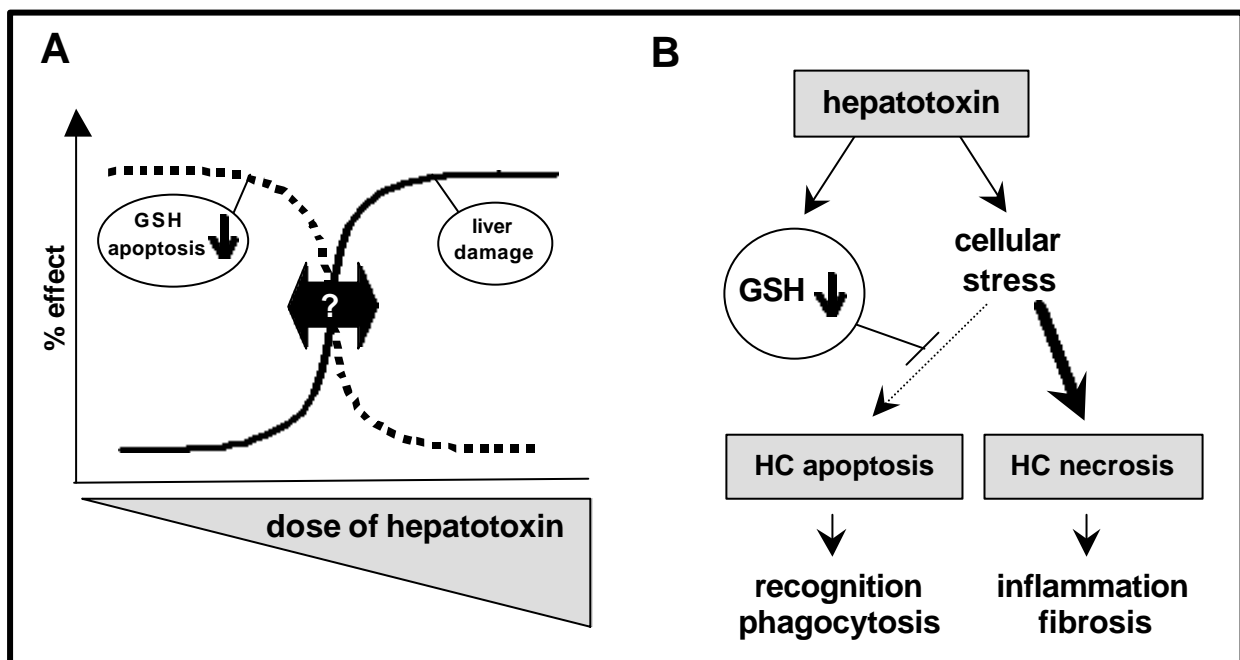 A
% effect
GSH
apoptosis
liver
damage
?
dose of hepatotoxin
B
hepatotoxin
GSH
cellular
stress
HC apoptosis
HC necrosis
recognition
phagocytosis
inflammation
fibrosis